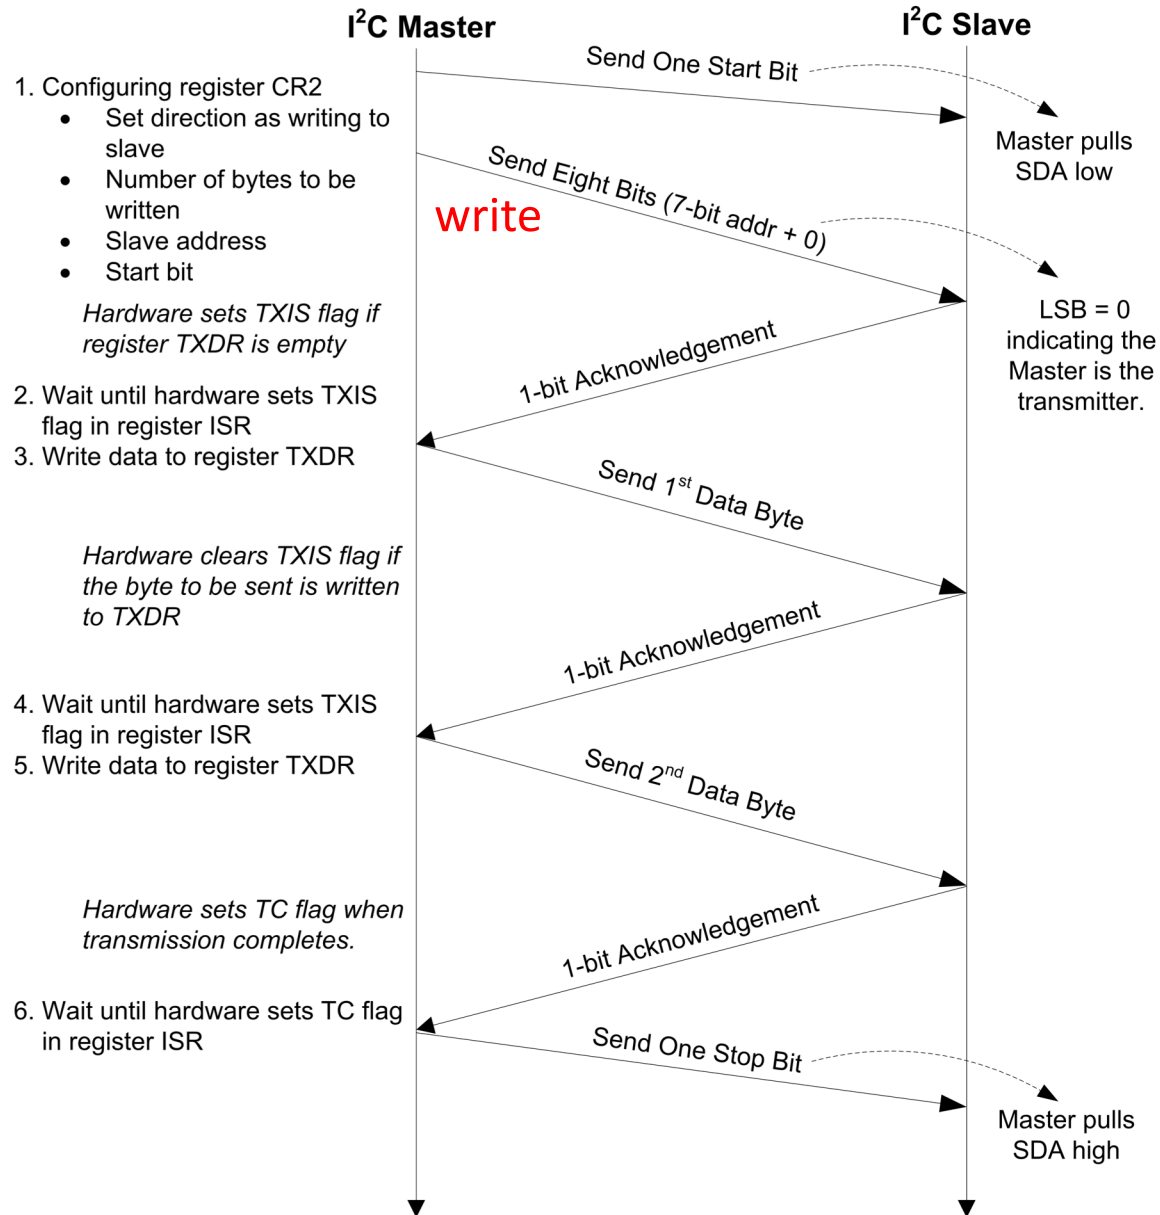 I²C Master
I²C Slave
Send One Start Bit
1. Configuring register CR2
• Set direction as writing to
slave
• Number of bytes to be
written
• Slave address
• Start bit
Master pulls
SDA low
Send Eight Bits (7-bit addr + 0)
write
Hardware sets TXIS flag if
register TXDR is empty
LSB = 0
indicating the
Master is the
transmitter.
1-bit Acknowledgement
2. Wait until hardware sets TXIS
flag in register ISR
3. Write data to register TXDR
Send 1st Data Byte
Hardware clears TXIS flag if
the byte to be sent is written
to TXDR
1-bit Acknowledgement
4. Wait until hardware sets TXIS
flag in register ISR
5. Write data to register TXDR
Send 2nd Data Byte
Hardware sets TC flag when
transmission completes.
1-bit Acknowledgement
6. Wait until hardware sets TC flag
in register ISR
Send One Stop Bit
Master pulls
SDA high